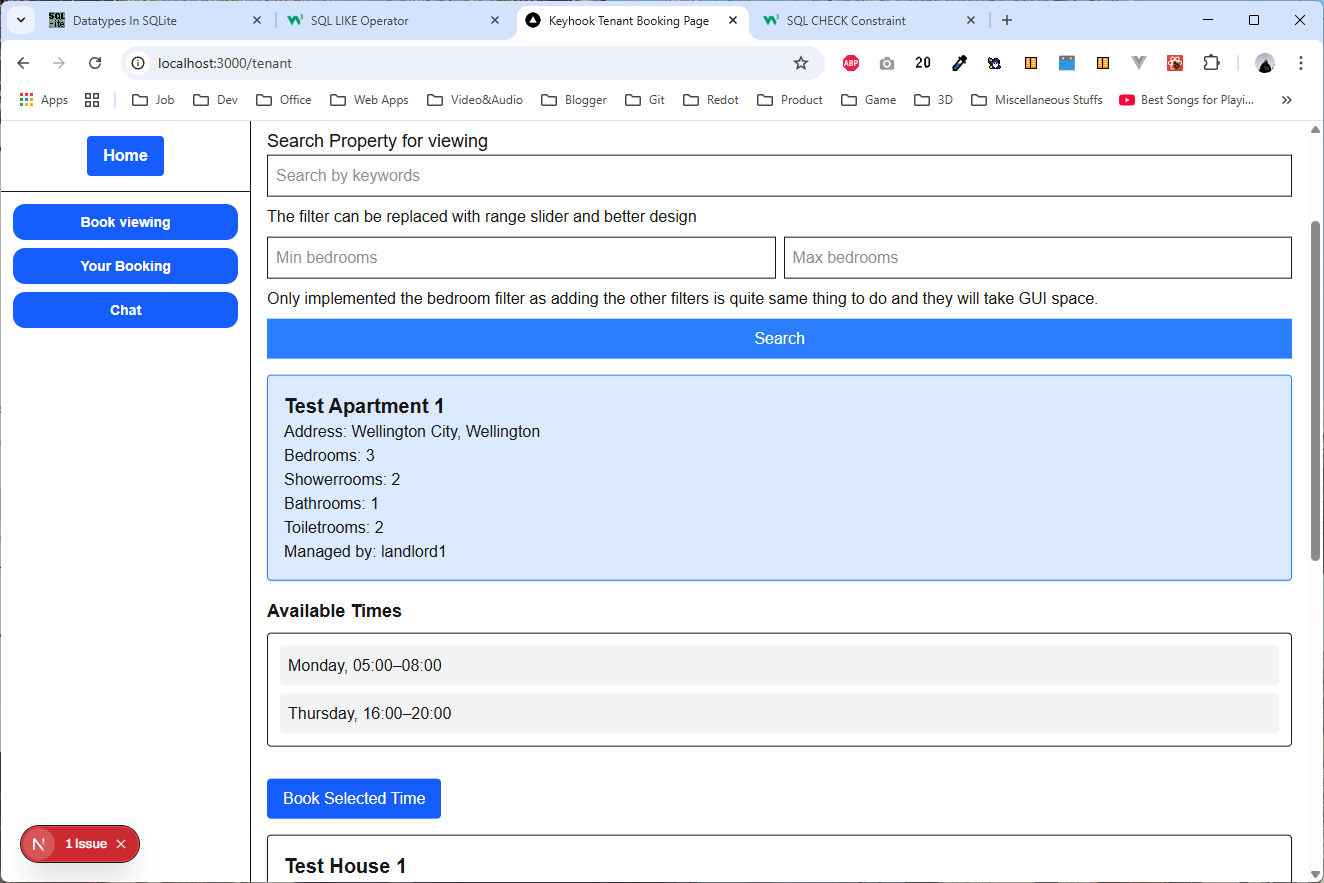 Datatypes In SQLite
SQL LIKE Operator
Keyhook Tenant Booking Page
SQL CHECK Constraint
localhost:3000/tenant
ABP
20
Apps
Job
Dev
Office
Web Apps
Video&Audio
Blogger
Git
Redot
Product
Game
3D
Miscellaneous Stuffs
Best Songs for Playi...
Home
Book viewing
Your Booking
Chat
Search Property for viewing
Search by keywords
The filter can be replaced with range slider and better design
Min bedrooms
Max bedrooms
Only implemented the bedroom filter as adding the other filters is quite same thing to do and they will take GUI space.
Search
Test Apartment 1
Address: Wellington City, Wellington
Bedrooms: 3
Showerrooms: 2
Bathrooms: 1
Toiletrooms: 2
Managed by: landlord1
Available Times
Monday, 05:00–08:00
Thursday, 16:00–20:00
Book Selected Time
N 1 Issue
Test House 1